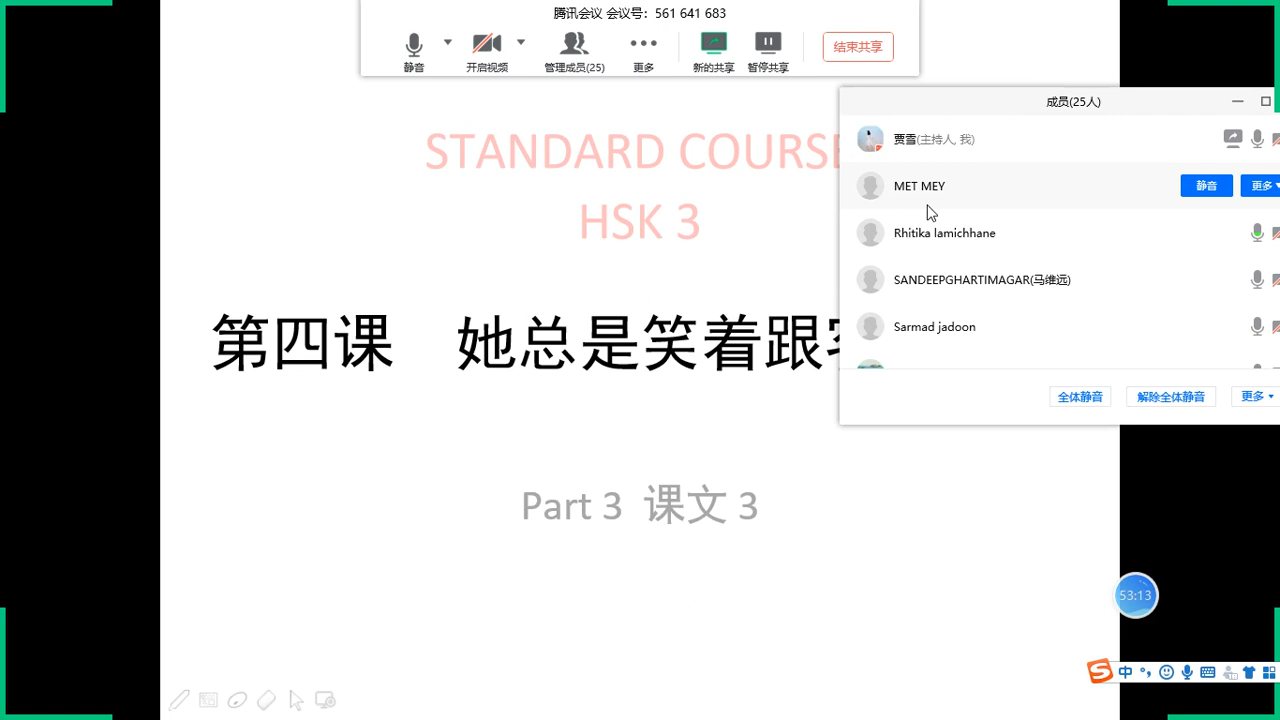 腾讯会议 会议号：561 641 683
静音 开启视频 管理成员(25) 更多 新的共享 暂停共享 结束共享
成员(25人)
贾雪(主持人, 我)
MET MEY 静音 更多
Rhitika lamichhane
SANDEEPGHARTIMAGAR(马维远)
Sarmad jadoon
全体静音 解除全体静音 更多
STANDARD COURSE
HSK 3
第四课 她总是笑着跟
Part 3 课文 3
53:13
中